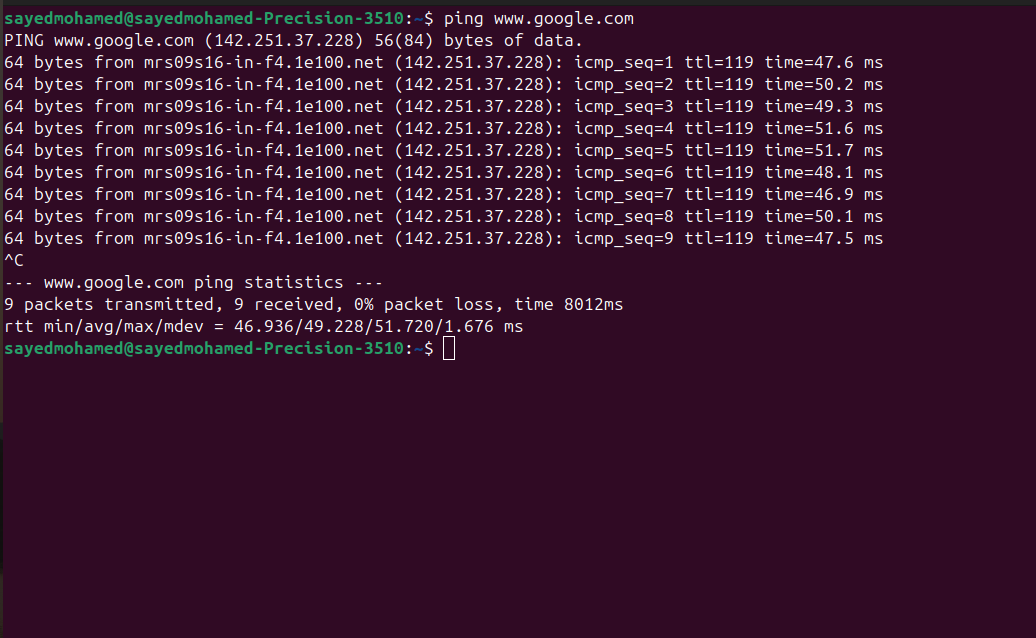 sayedmohamed@sayedmohamed-Precision-3510:~$ ping www.google.com
PING www.google.com (142.251.37.228) 56(84) bytes of data.
64 bytes from mrs09s16-in-f4.1e100.net (142.251.37.228): icmp_seq=1 ttl=119 time=47.6 ms
64 bytes from mrs09s16-in-f4.1e100.net (142.251.37.228): icmp_seq=2 ttl=119 time=50.2 ms
64 bytes from mrs09s16-in-f4.1e100.net (142.251.37.228): icmp_seq=3 ttl=119 time=49.3 ms
64 bytes from mrs09s16-in-f4.1e100.net (142.251.37.228): icmp_seq=4 ttl=119 time=51.6 ms
64 bytes from mrs09s16-in-f4.1e100.net (142.251.37.228): icmp_seq=5 ttl=119 time=51.7 ms
64 bytes from mrs09s16-in-f4.1e100.net (142.251.37.228): icmp_seq=6 ttl=119 time=48.1 ms
64 bytes from mrs09s16-in-f4.1e100.net (142.251.37.228): icmp_seq=7 ttl=119 time=46.9 ms
64 bytes from mrs09s16-in-f4.1e100.net (142.251.37.228): icmp_seq=8 ttl=119 time=50.1 ms
64 bytes from mrs09s16-in-f4.1e100.net (142.251.37.228): icmp_seq=9 ttl=119 time=47.5 ms
^C
--- www.google.com ping statistics ---
9 packets transmitted, 9 received, 0% packet loss, time 8012ms
rtt min/avg/max/mdev = 46.936/49.228/51.720/1.676 ms
sayedmohamed@sayedmohamed-Precision-3510:~$